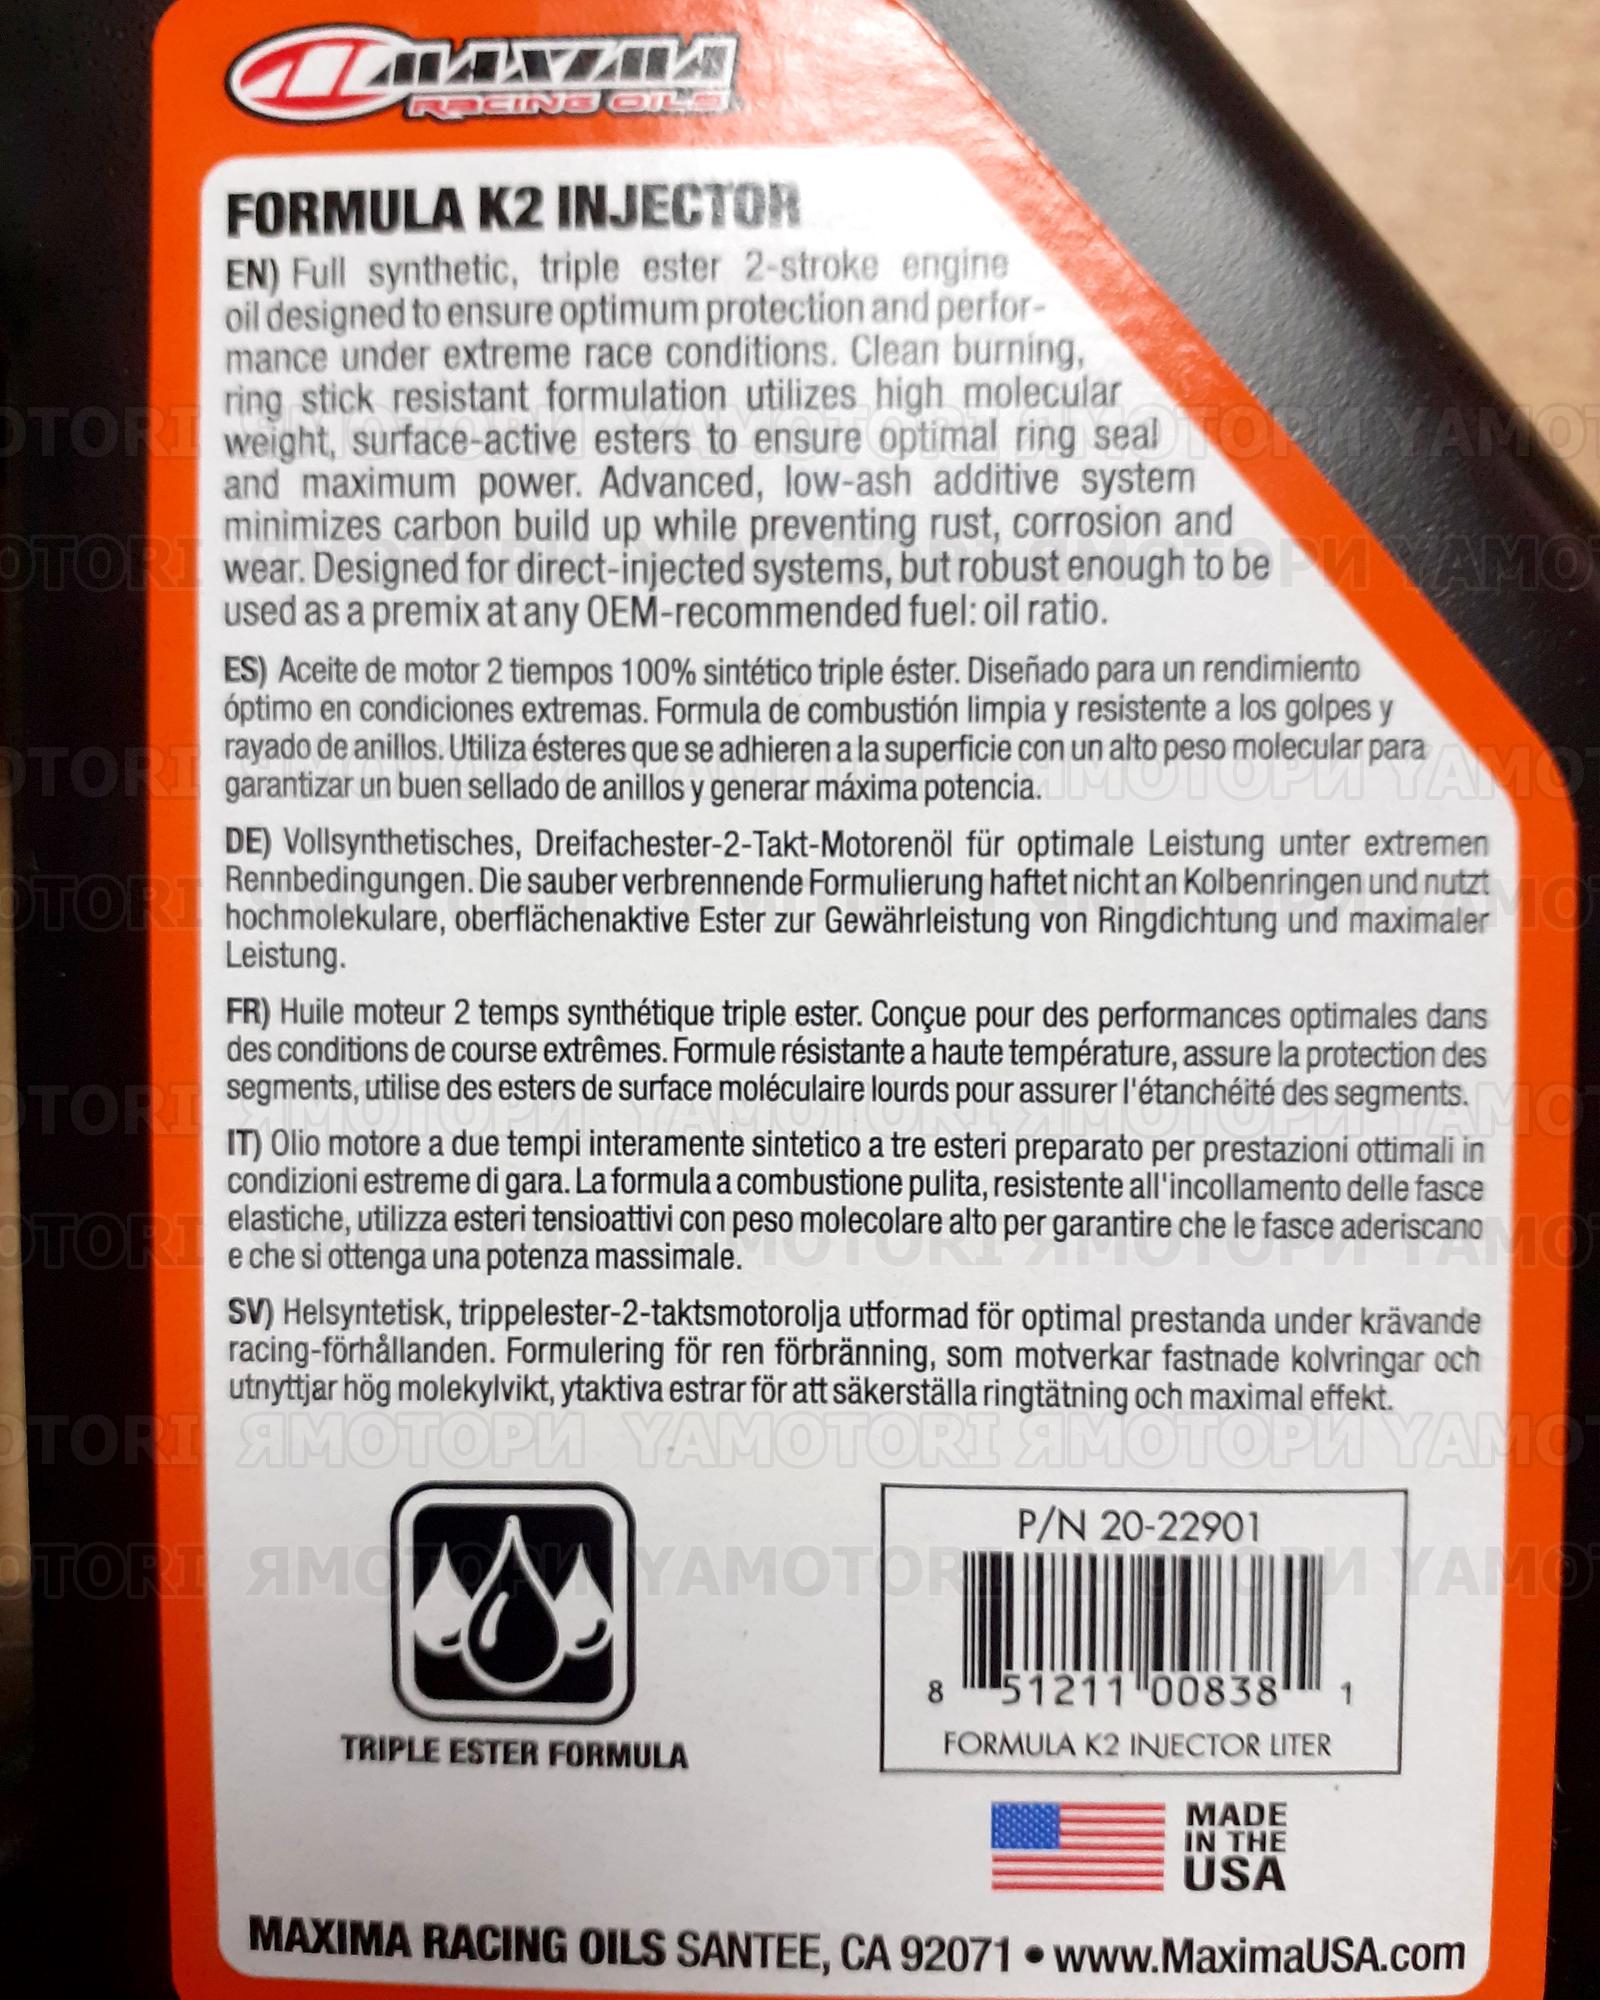 MAXIMA
RACING OILS
FORMULA K2 INJECTOR
EN) Full synthetic, triple ester 2-stroke engine
oil designed to ensure optimum protection and perfor-
mance under extreme race conditions. Clean burning,
ring stick resistant formulation utilizes high molecular
weight, surface-active esters to ensure optimal ring seal
and maximum power. Advanced, low-ash additive system
minimizes carbon build up while preventing rust, corrosion and
wear. Designed for direct-injected systems, but robust enough to be
used as a premix at any OEM-recommended fuel: oil ratio.
ES) Aceite de motor 2 tiempos 100% sintético triple éster. Diseñado para un rendimiento
óptimo en condiciones extremas. Formula de combustión limpia y resistente a los golpes y
rayado de anillos. Utiliza ésteres que se adhieren a la superficie con un alto peso molecular para
garantizar un buen sellado de anillos y generar máxima potencia.
DE) Vollsynthetisches, Dreifachester-2-Takt-Motorenöl für optimale Leistung unter extremen
Rennbedingungen. Die sauber verbrennende Formulierung haftet nicht an Kolbenringen und nutzt
hochmolekulare, oberflächenaktive Ester zur Gewährleistung von Ringdichtung und maximaler
Leistung.
FR) Huile moteur 2 temps synthétique triple ester. Conçue pour des performances optimales dans
des conditions de course extrêmes. Formule résistante a haute température, assure la protection des
segments, utilise des esters de surface moléculaire lourds pour assurer l'étanchéité des segments.
IT) Olio motore a due tempi interamente sintetico a tre esteri preparato per prestazioni ottimali in
condizioni estreme di gara. La formula a combustione pulita, resistente all'incollamento delle fasce
elastiche, utilizza esteri tensioattivi con peso molecolare alto per garantire che le fasce aderiscano
e che si ottenga una potenza massimale.
SV) Helsyntetisk, trippelester-2-taktsmotorolja utformad för optimal prestanda under krävande
racing-förhållanden. Formulering för ren förbränning, som motverkar fastnade kolvringar och
utnyttjar hög molekylvikt, ytaktiva estrar för att säkerställa ringtätning och maximal effekt.
ЯМОТОРИ YAMOTORI ЯМОТОРИ
TRIPLE ESTER FORMULA
P/N 20-22901
8 51211 00838 1
FORMULA K2 INJECTOR LITER
MADE
IN THE
USA
MAXIMA RACING OILS SANTEE, CA 92071 • www.MaximaUSA.com